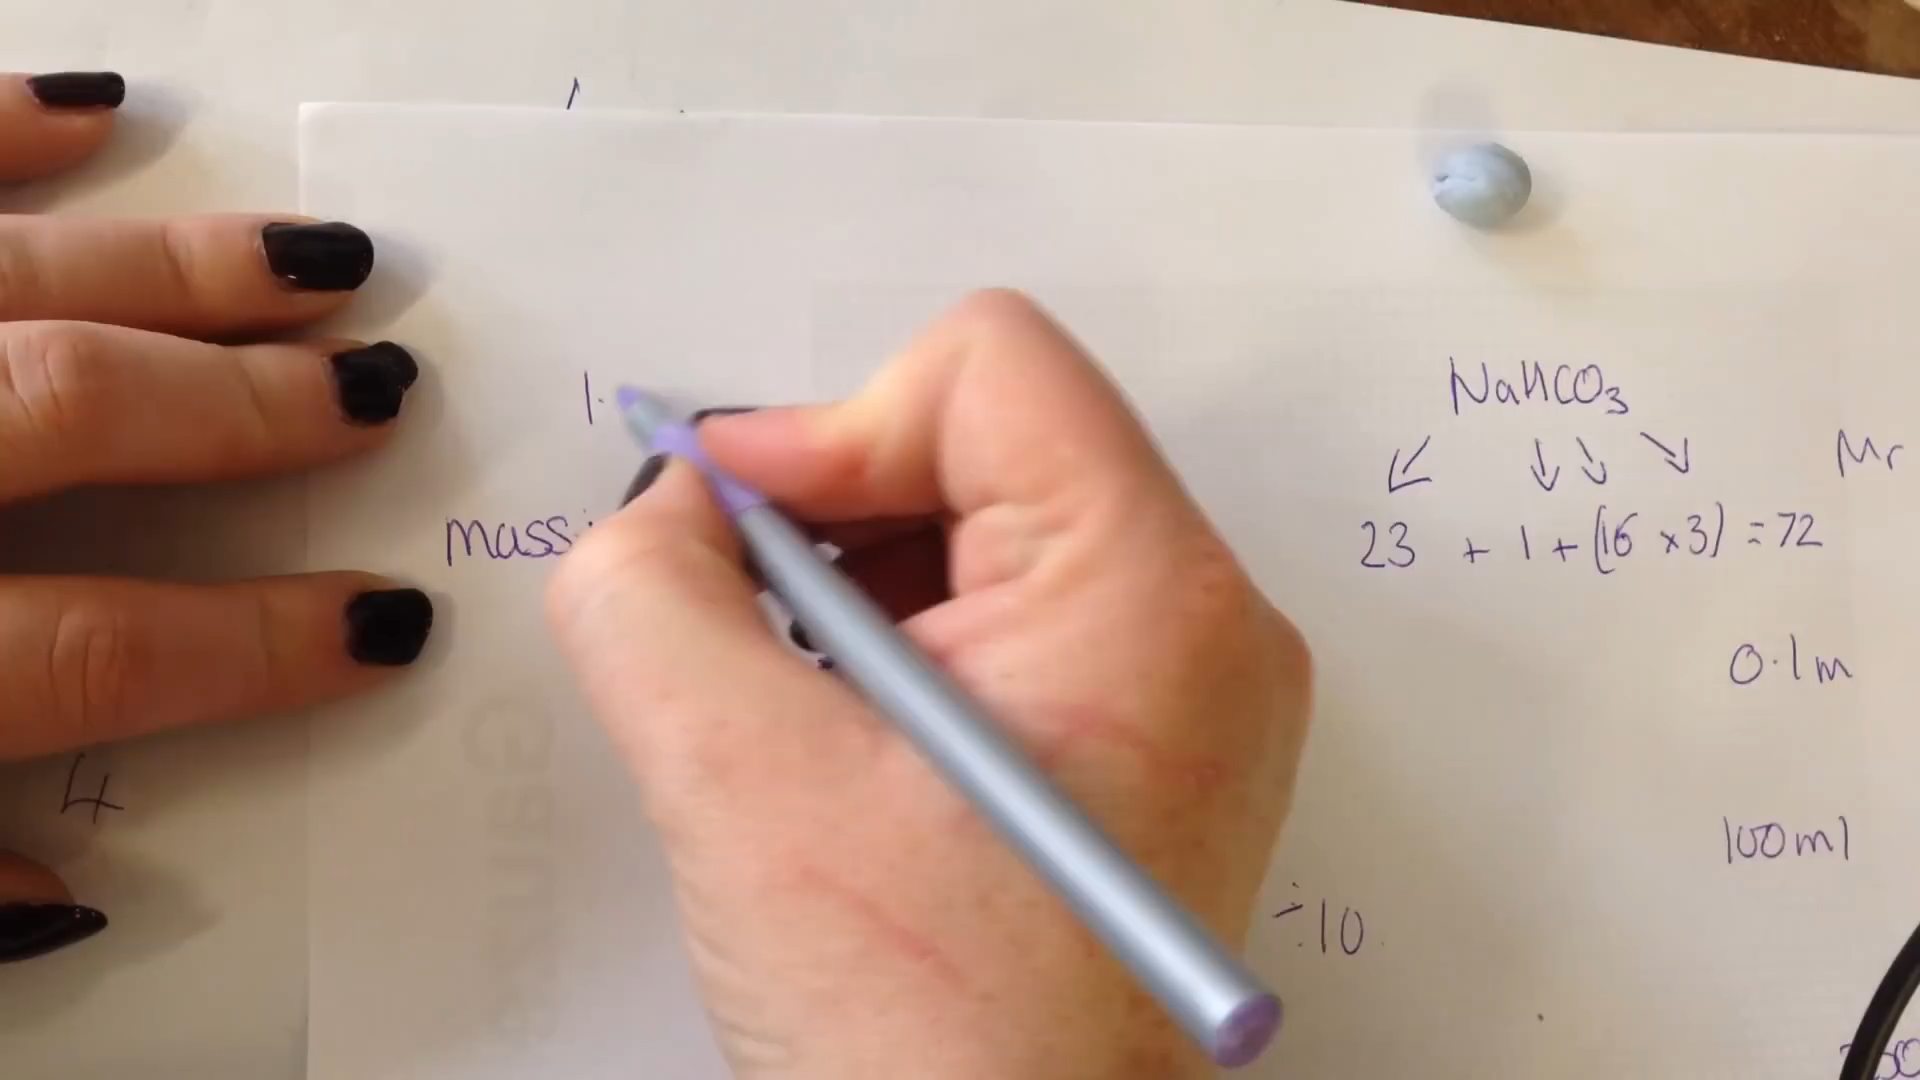 1.
NaHCO3
Mr
mass
23 + 1 + (16 x 3) = 72
0.1m
4
100ml
÷10